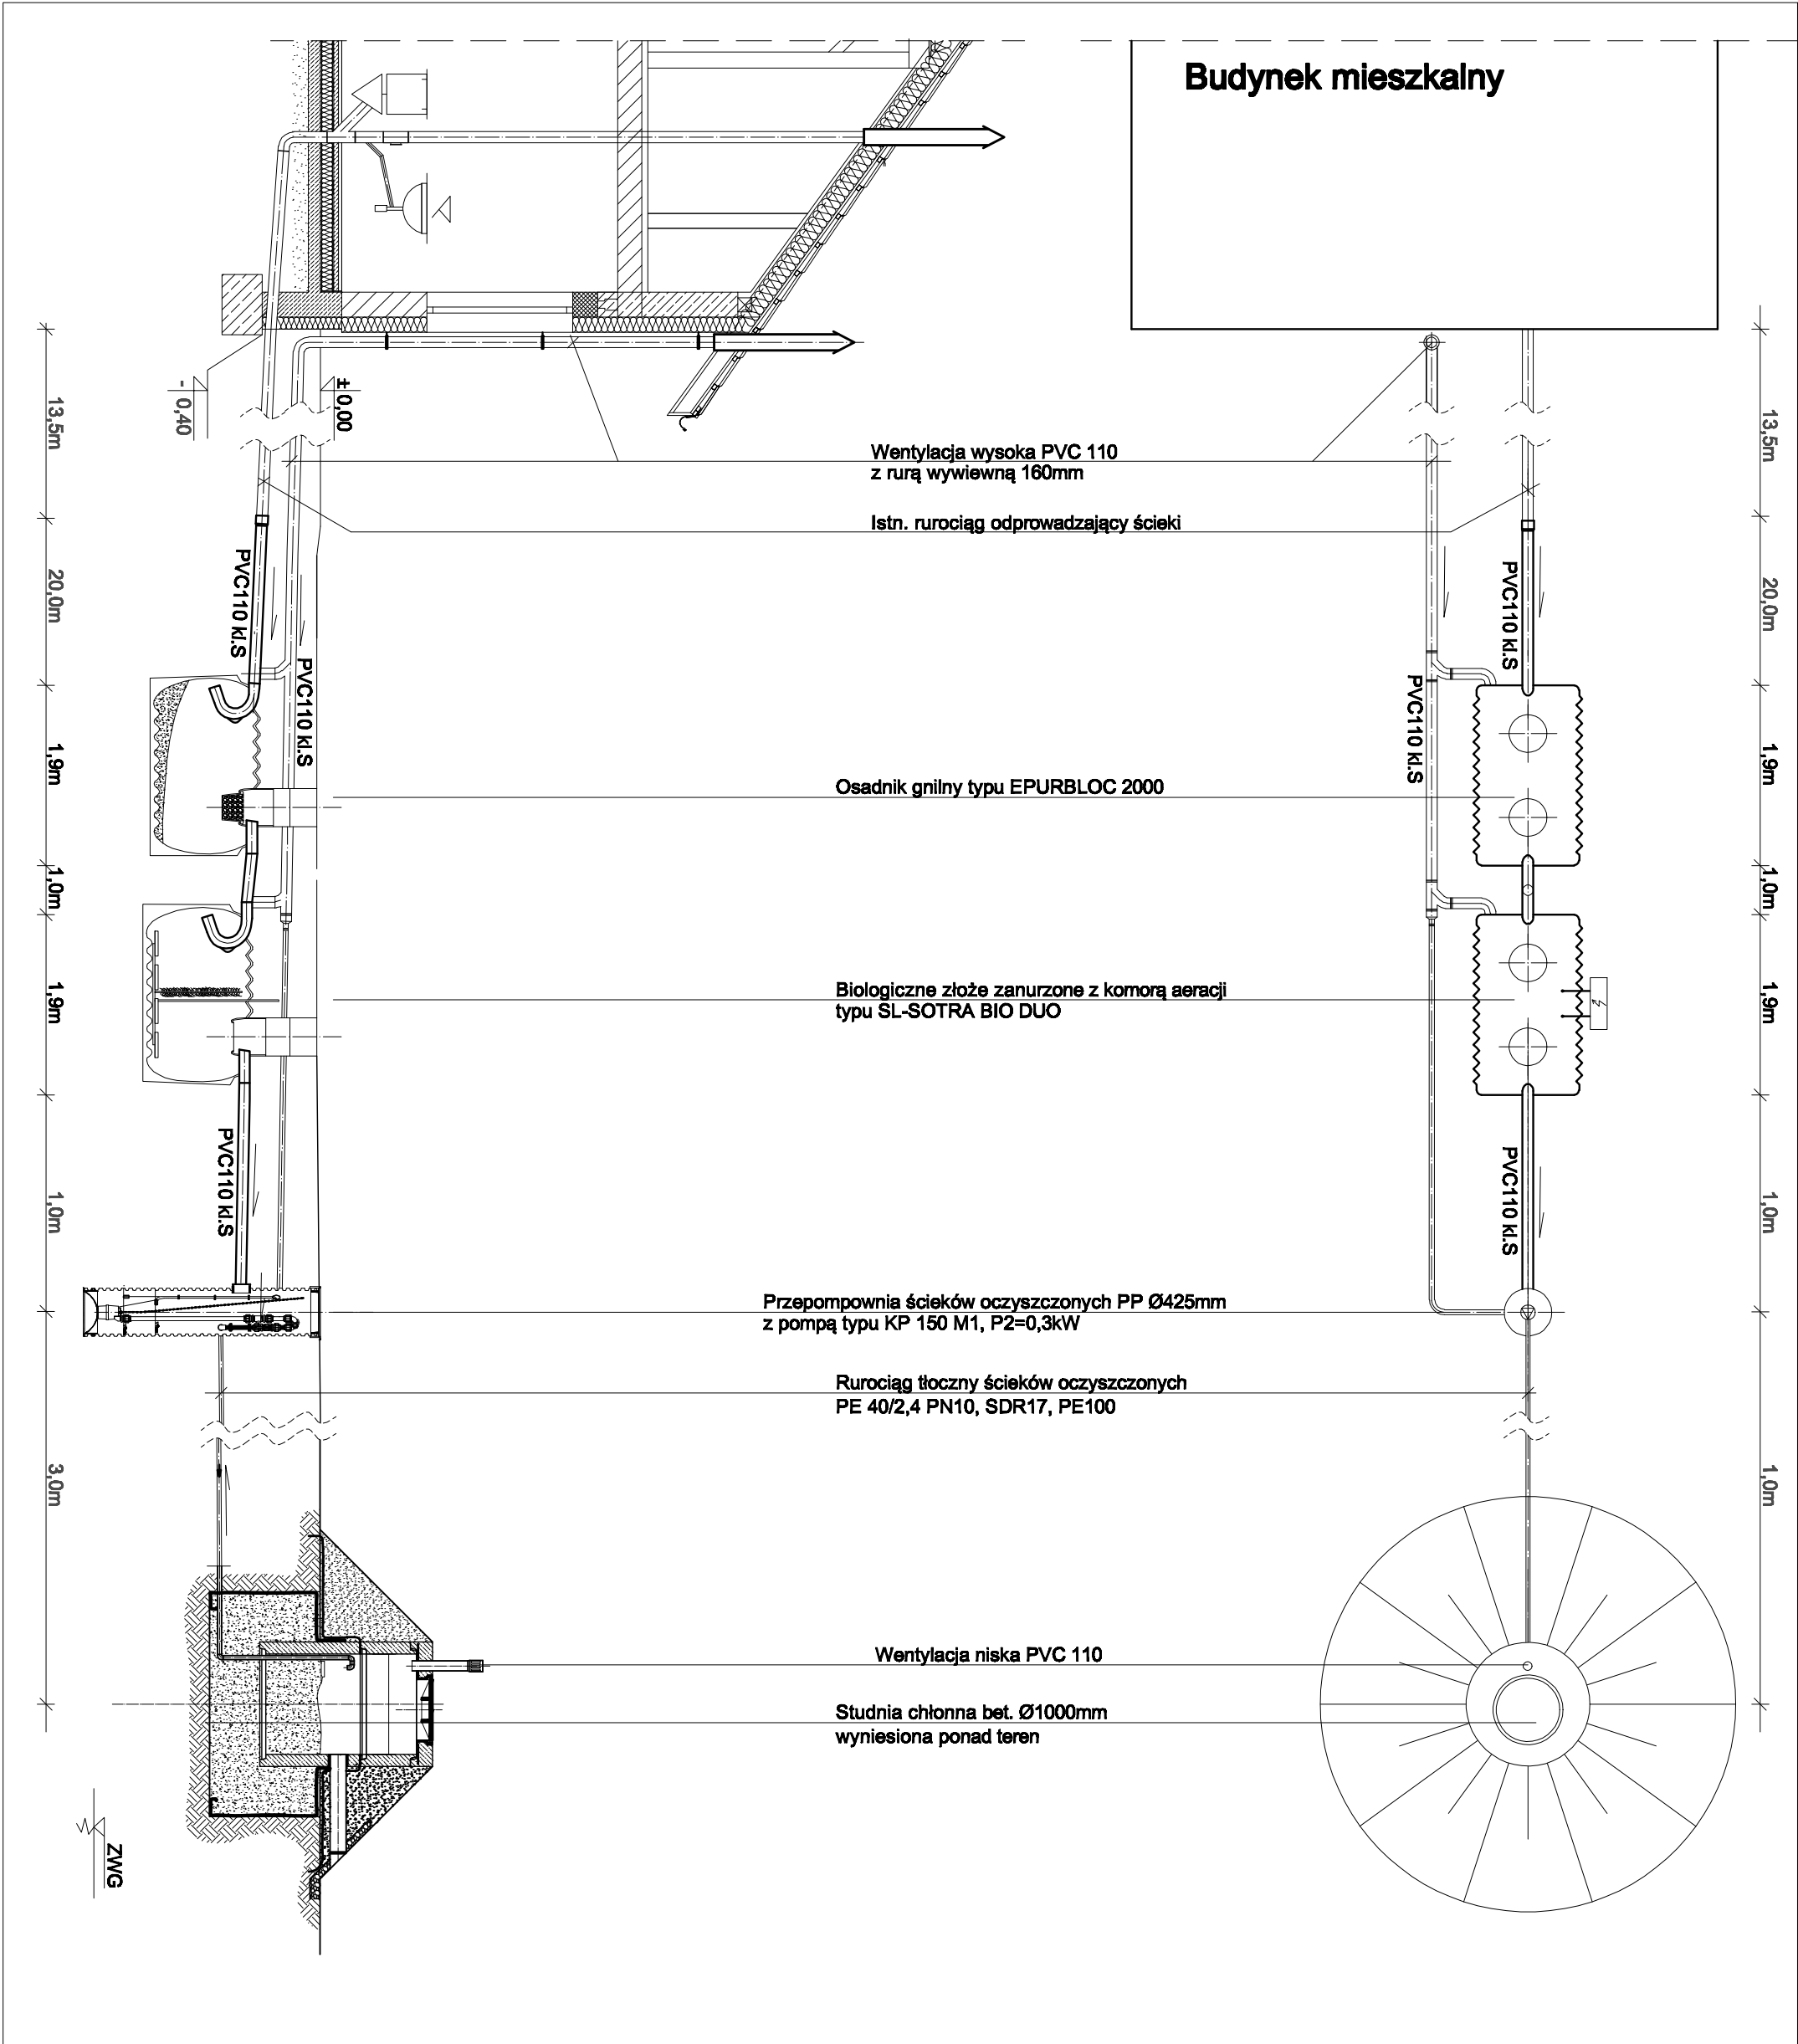 Budynek mieszkalny
± 0,00
- 0,40
Wentylacja wysoka PVC 110
z rurą wywiewną 160mm
Istn. rurociąg odprowadzający ścieki
13,5m
20,0m
1,9m
1,0m
1,9m
1,0m
3,0m
PVC110 kl.S
PVC110 kl.S
PVC110 kl.S
Osadnik gnilny typu EPURBLOC 2000
Biologiczne złoże zanurzone z komorą aeracji
typu SL-SOTRA BIO DUO
Przepompownia ścieków oczyszczonych PP Ø425mm
z pompą typu KP 150 M1, P2=0,3kW
Rurociąg tłoczny ścieków oczyszczonych
PE 40/2,4 PN10, SDR17, PE100
Wentylacja niska PVC 110
Studnia chłonna bet. Ø1000mm
wyniesiona ponad teren
ZWG
PVC110 kl.S
PVC110 kl.S
PVC110 kl.S
13,5m
20,0m
1,9m
1,0m
1,9m
1,0m
1,0m